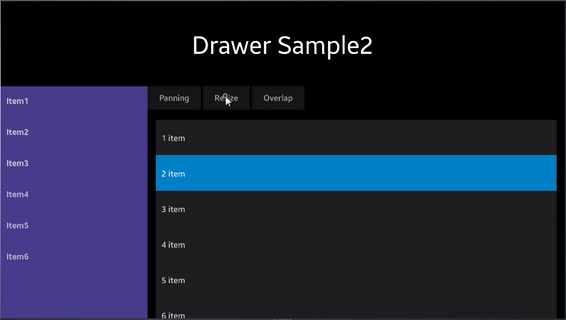 Drawer Sample2
Item1
Item2
Item3
Item4
Item5
Item6
Panning Resize Overlap
1 item
2 item
3 item
4 item
5 item
6 item